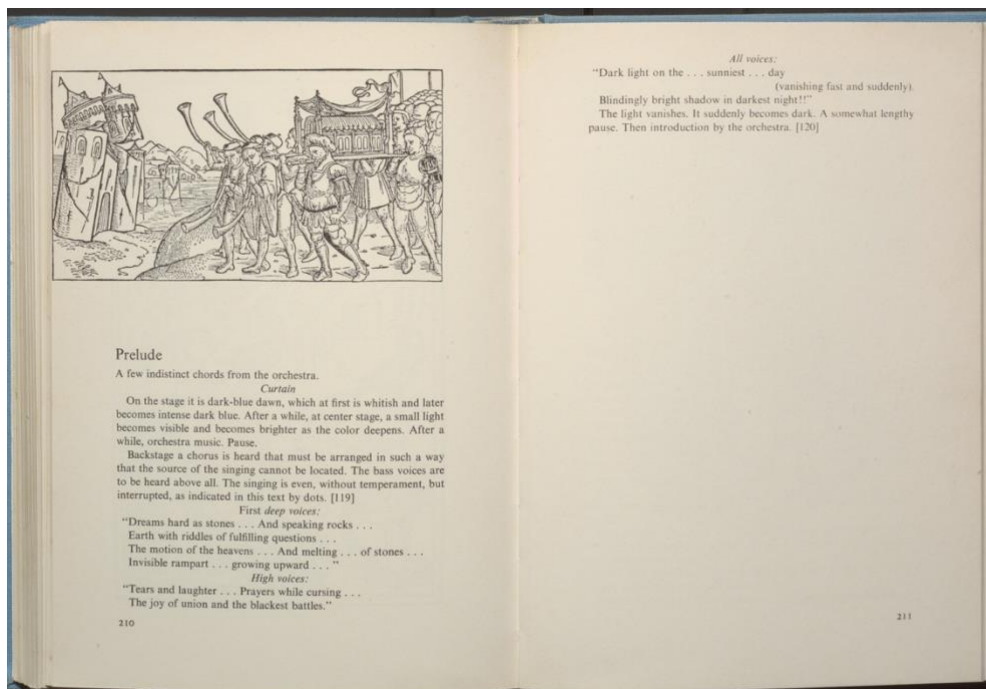 Prelude
A few indistinct chords from the orchestra.
Curtain
On the stage it is dark-blue dawn, which at first is whitish and later
becomes intense dark blue. After a while, at center stage, a small light
becomes visible and becomes brighter as the color deepens. After a
while, orchestra music. Pause.
Backstage a chorus is heard that must be arranged in such a way
that the source of the singing cannot be located. The bass voices are
to be heard above all. The singing is even, without temperament, but
interrupted, as indicated in this text by dots. [119]
First deep voices:
"Dreams hard as stones . . . And speaking rocks . . .
Earth with riddles of fulfilling questions . . .
The motion of the heavens . . . And melting . . . of stones . . .
Invisible rampart . . . growing upward . . . "
High voices:
"Tears and laughter . . . Prayers while cursing . . .
The joy of union and the blackest battles."
210
All voices:
"Dark light on the . . . sunniest . . . day
(vanishing fast and suddenly).
Blindingly bright shadow in darkest night!!"
The light vanishes. It suddenly becomes dark. A somewhat lengthy
pause. Then introduction by the orchestra. [120]
211